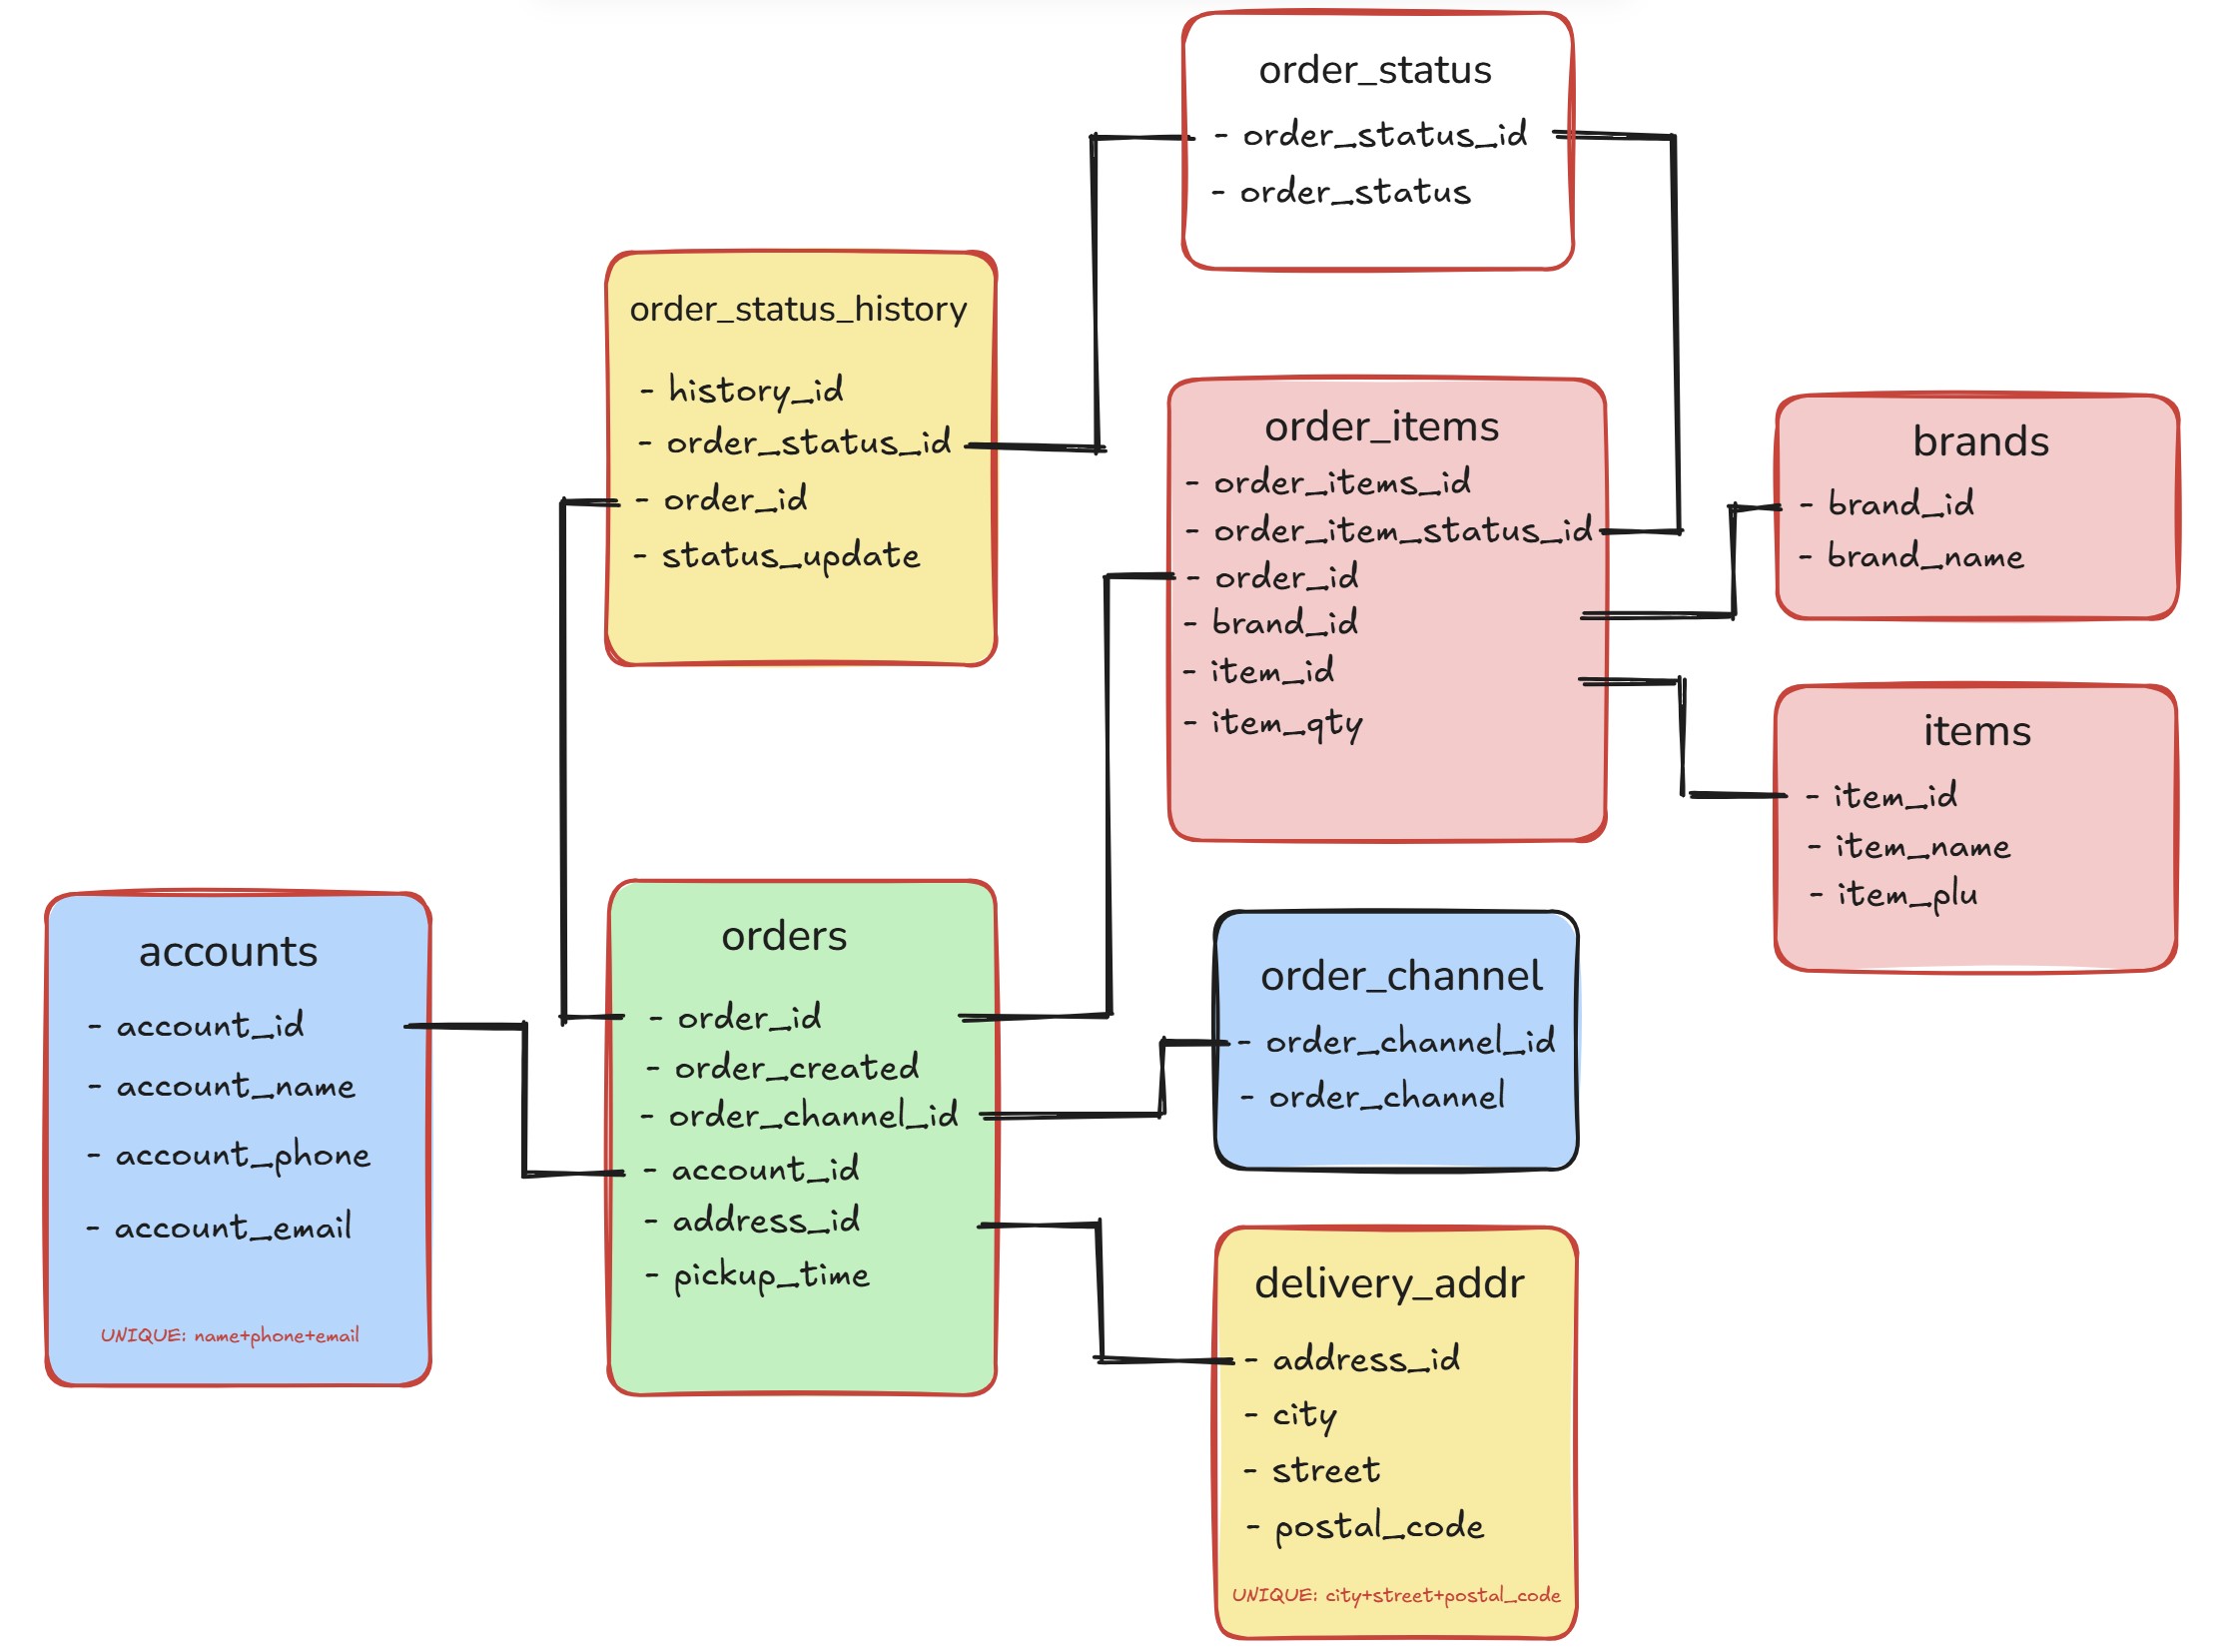 order_status
- order_status_id
- order_status
order_status_history
- history_id
- order_status_id
- order_id
- status_update
order_items
- order_items_id
- order_item_status_id
- order_id
- brand_id
- item_id
- item_qty
brands
- brand_id
- brand_name
items
- item_id
- item_name
- item_plu
accounts
- account_id
- account_name
- account_phone
- account_email
UNIQUE: name+phone+email
orders
- order_id
- order_created
- order_channel_id
- account_id
- address_id
- pickup_time
order_channel
- order_channel_id
- order_channel
delivery_addr
- address_id
- city
- street
- postal_code
UNIQUE: city+street+postal_code